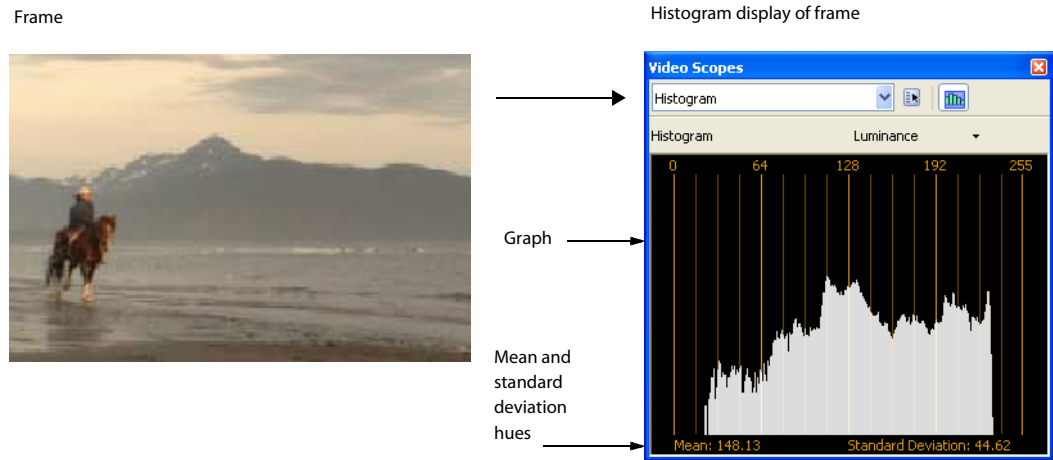 Frame
Histogram display of frame
Video Scopes
Histogram
Histogram Luminance
0 64 128 192 255
Graph
Mean and
standard
deviation
hues
Mean: 148.13 Standard Deviation: 44.62